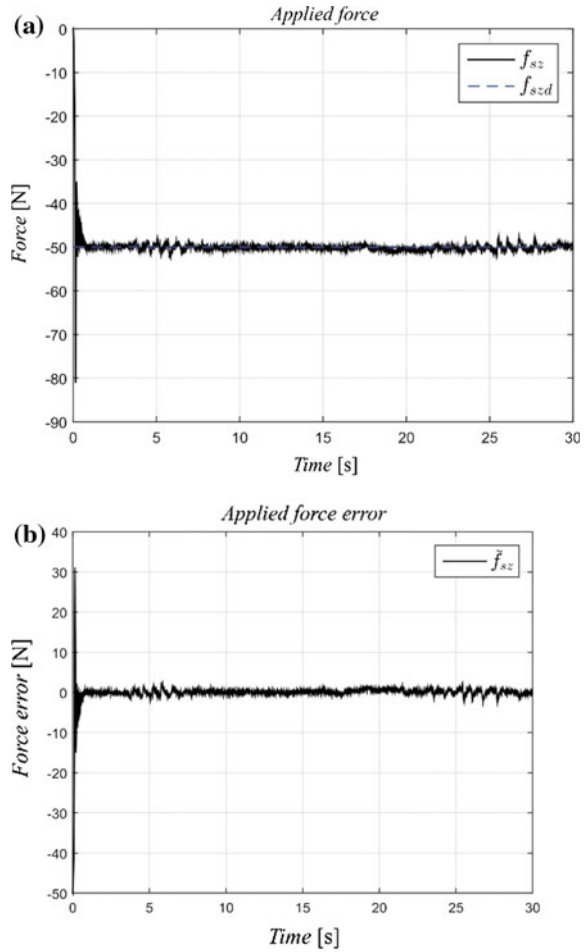 (a)
Applied force
f_sz
f_szd
Force [N]
0
-10
-20
-30
-40
-50
-60
-70
-80
-90
0 5 10 15 20 25 30
Time [s]
(b)
Applied force error
f̃_sz
Force error [N]
40
30
20
10
0
-10
-20
-30
-40
-50
0 5 10 15 20 25 30
Time [s]